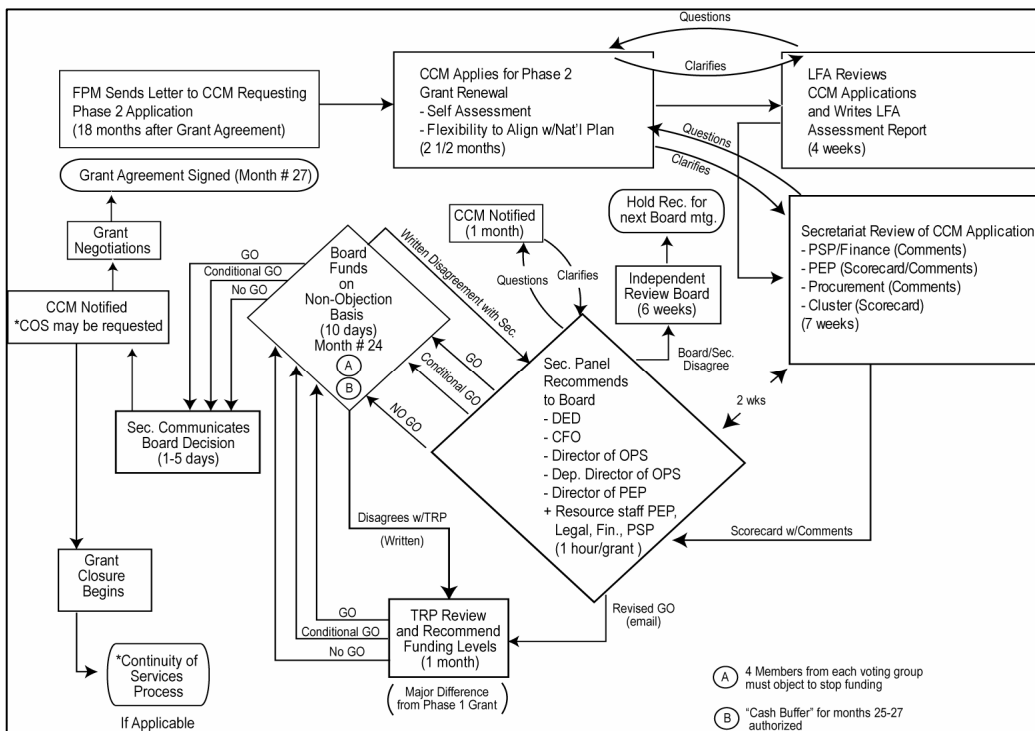 Questions
Clarifies
FPM Sends Letter to CCM Requesting
Phase 2 Application
(18 months after Grant Agreement)
CCM Applies for Phase 2
Grant Renewal
- Self Assessment
- Flexibility to Align w/Nat'l Plan
(2 1/2 months)
LFA Reviews
CCM Applications
and Writes LFA
Assessment Report
(4 weeks)
Questions
Clarifies
Grant Agreement Signed (Month # 27)
Grant
Negotiations
CCM Notified
*COS may be requested
GO
Conditional GO
No GO
Board
Funds
on
Non-Objection
Basis
(10 days)
Month # 24
A
B
Written Disagreement with Sec.
CCM Notified
(1 month)
Questions
Clarifies
Hold Rec. for
next Board mtg.
Independent
Review Board
(6 weeks)
Board/Sec.
Disagree
Secretariat Review of CCM Application
- PSP/Finance (Comments)
- PEP (Scorecard/Comments)
- Procurement (Comments)
- Cluster (Scorecard)
(7 weeks)
GO
Conditional GO
NO GO
Sec. Panel
Recommends
to Board
- DED
- CFO
- Director of OPS
- Dep. Director of OPS
- Director of PEP
+ Resource staff PEP,
Legal, Fin., PSP
(1 hour/grant )
2 wks
Scorecard w/Comments
Sec. Communicates
Board Decision
(1-5 days)
Disagrees w/TRP
(Written)
Grant
Closure
Begins
GO
Conditional GO
No GO
TRP Review
and Recommend
Funding Levels
(1 month)
Revised GO
(email)
(Major Difference
from Phase 1 Grant)
*Continuity of
Services
Process
If Applicable
A 4 Members from each voting group
must object to stop funding
B "Cash Buffer" for months 25-27
authorized